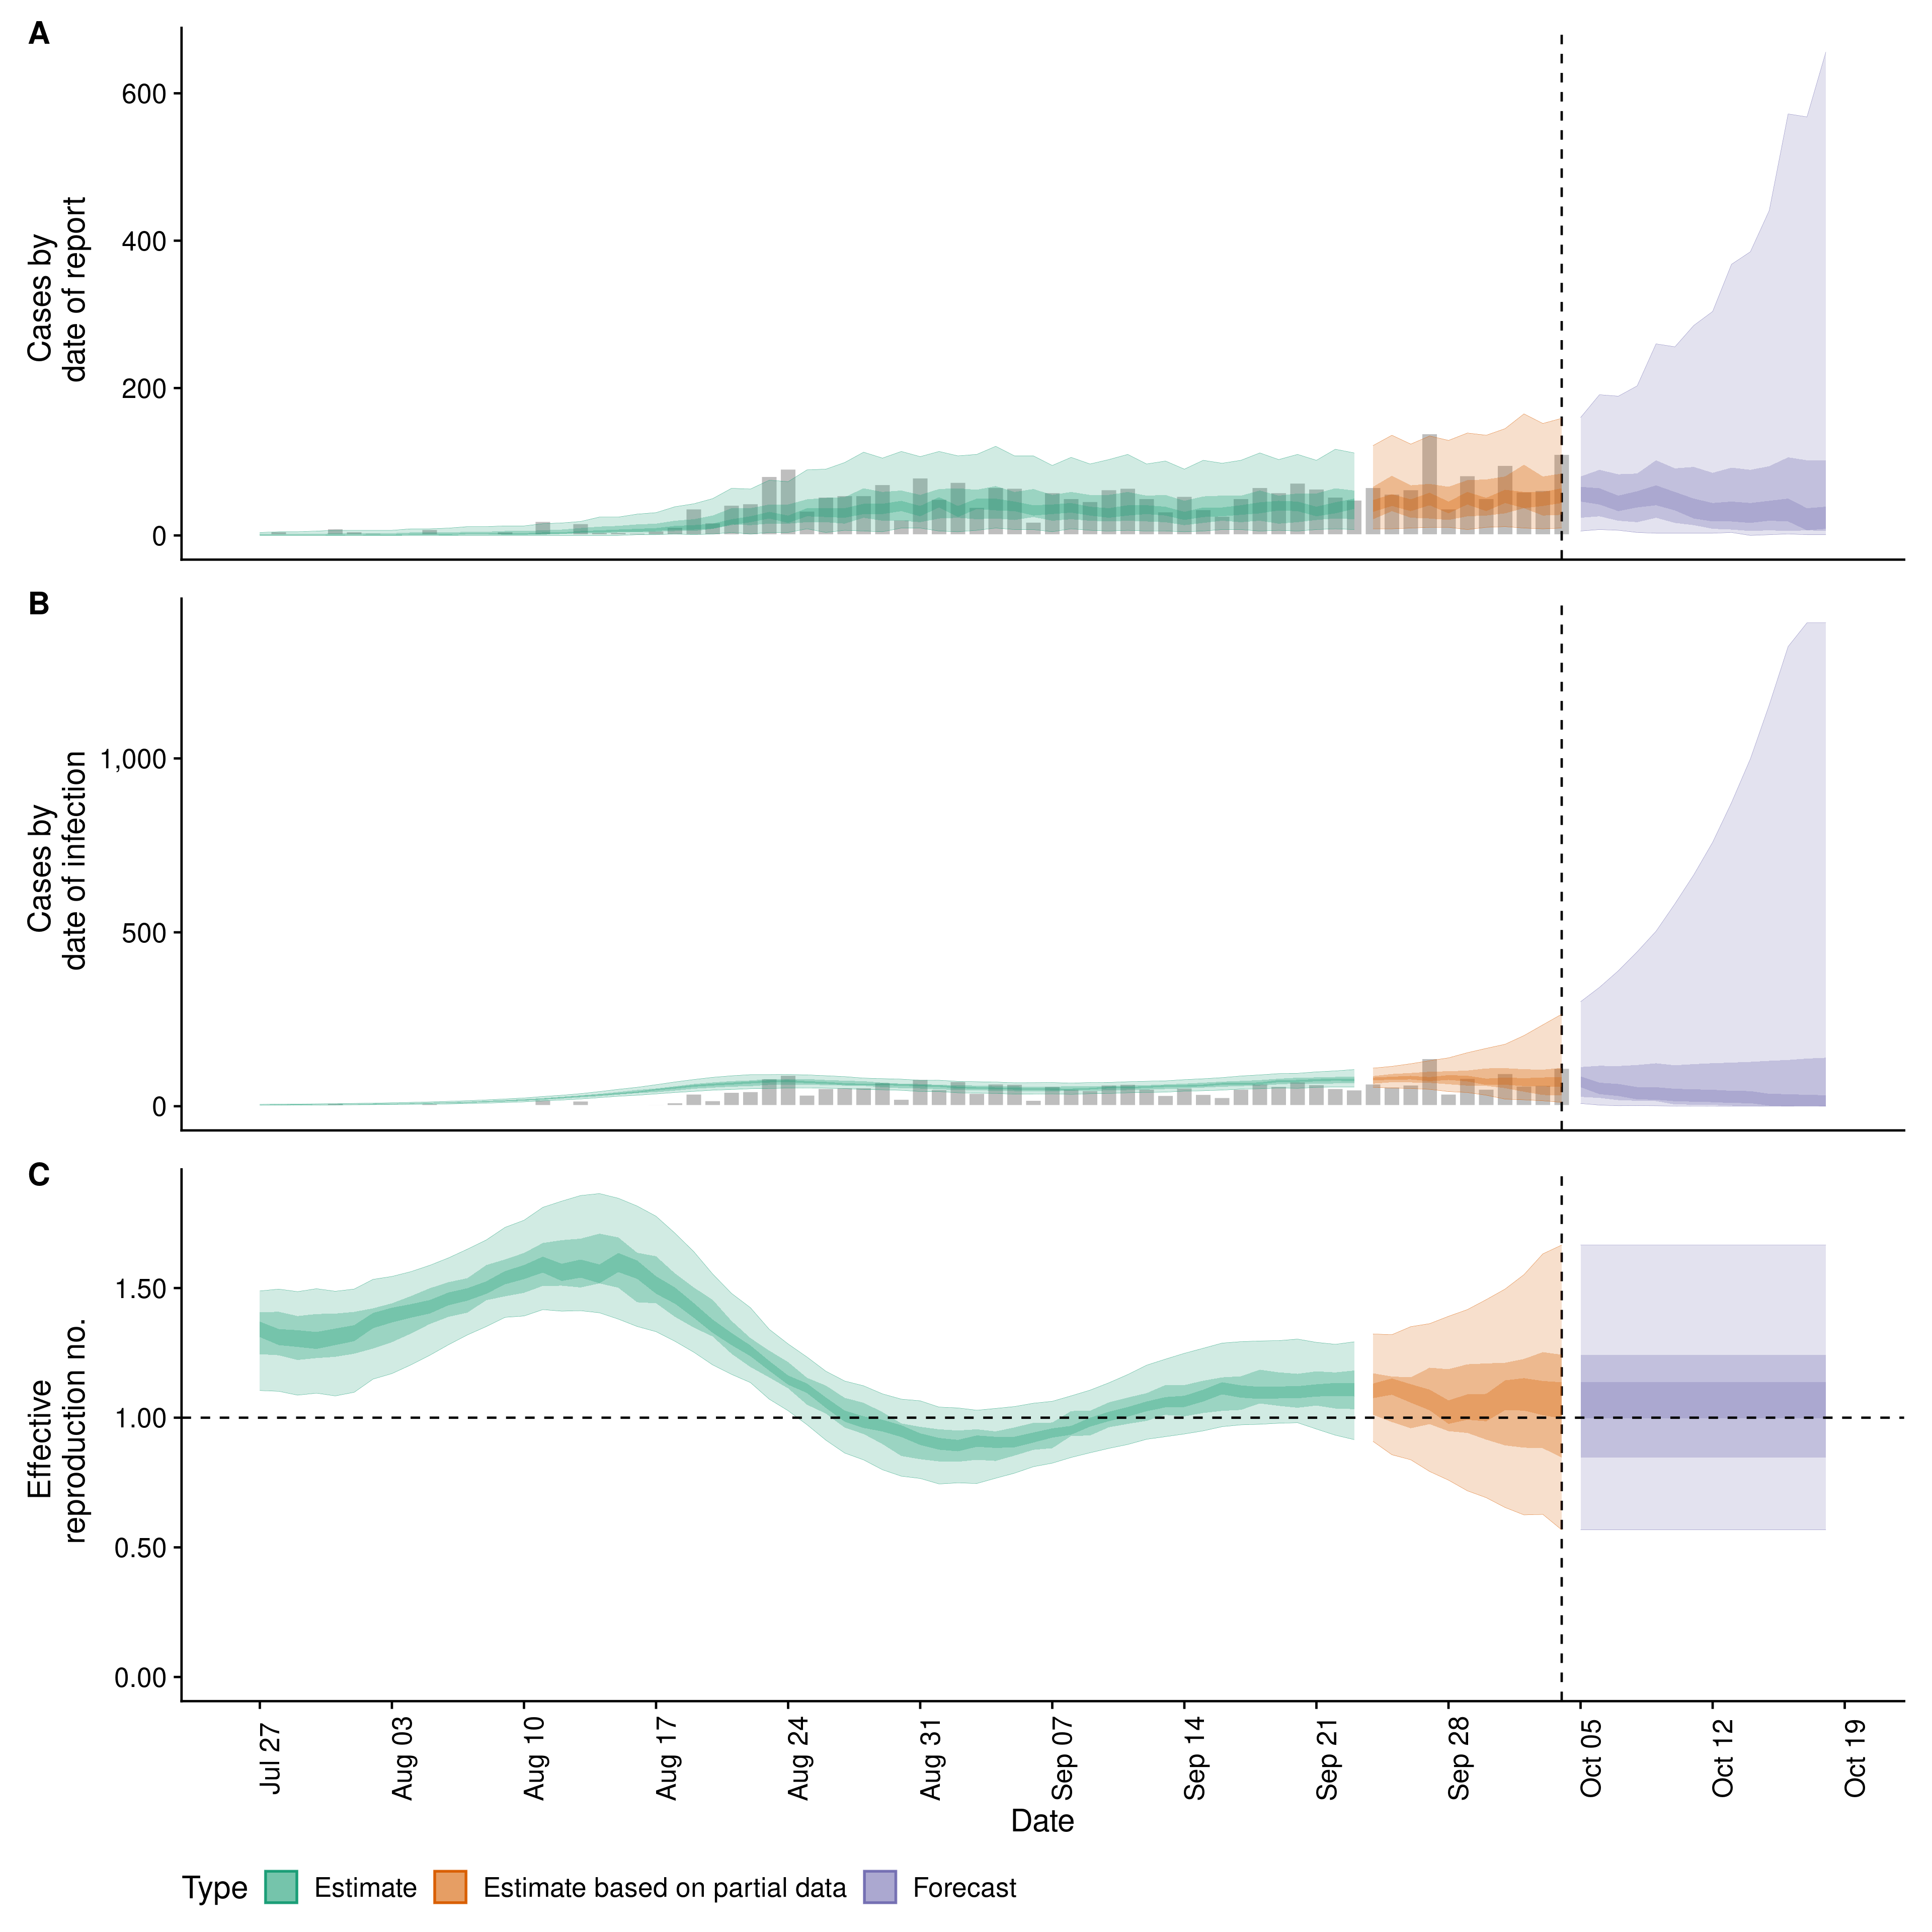 A
Cases by
date of report
600
400
200
0
B
Cases by
date of infection
1,000
500
0
C
Effective
reproduction no.
1.50
1.00
0.50
0.00
Jul 27
Aug 03
Aug 10
Aug 17
Aug 24
Aug 31
Sep 07
Sep 14
Sep 21
Sep 28
Oct 05
Oct 12
Oct 19
Date
Type Estimate Estimate based on partial data Forecast